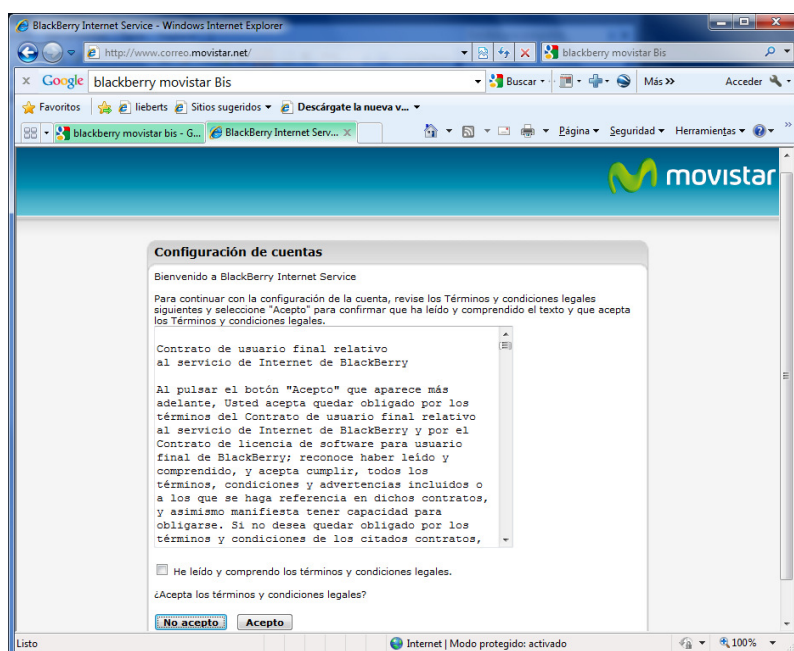 BlackBerry Internet Service - Windows Internet Explorer
http://www.correo.movistar.net/
blackberry movistar Bis
x Google blackberry movistar Bis Buscar Más >> Acceder
Favoritos lieberts Sitios sugeridos Descárgate la nueva v...
blackberry movistar bis - G... BlackBerry Internet Serv... X Página Seguridad Herramientas
movistar
Configuración de cuentas
Bienvenido a BlackBerry Internet Service
Para continuar con la configuración de la cuenta, revise los Términos y condiciones legales
siguientes y seleccione "Acepto" para confirmar que ha leído y comprendido el texto y que acepta
los Términos y condiciones legales.
Contrato de usuario final relativo
al servicio de Internet de BlackBerry
Al pulsar el botón "Acepto" que aparece más
adelante, Usted acepta quedar obligado por los
términos del Contrato de usuario final relativo
al servicio de Internet de BlackBerry y por el
Contrato de licencia de software para usuario
final de BlackBerry; reconoce haber leído y
comprendido, y acepta cumplir, todos los
términos, condiciones y advertencias incluidos o
a los que se haga referencia en dichos contratos,
y asimismo manifiesta tener capacidad para
obligarse. Si no desea quedar obligado por los
términos y condiciones de los citados contratos,
He leído y comprendo los términos y condiciones legales.
¿Acepta los términos y condiciones legales?
No acepto Acepto
Listo Internet | Modo protegido: activado 100%